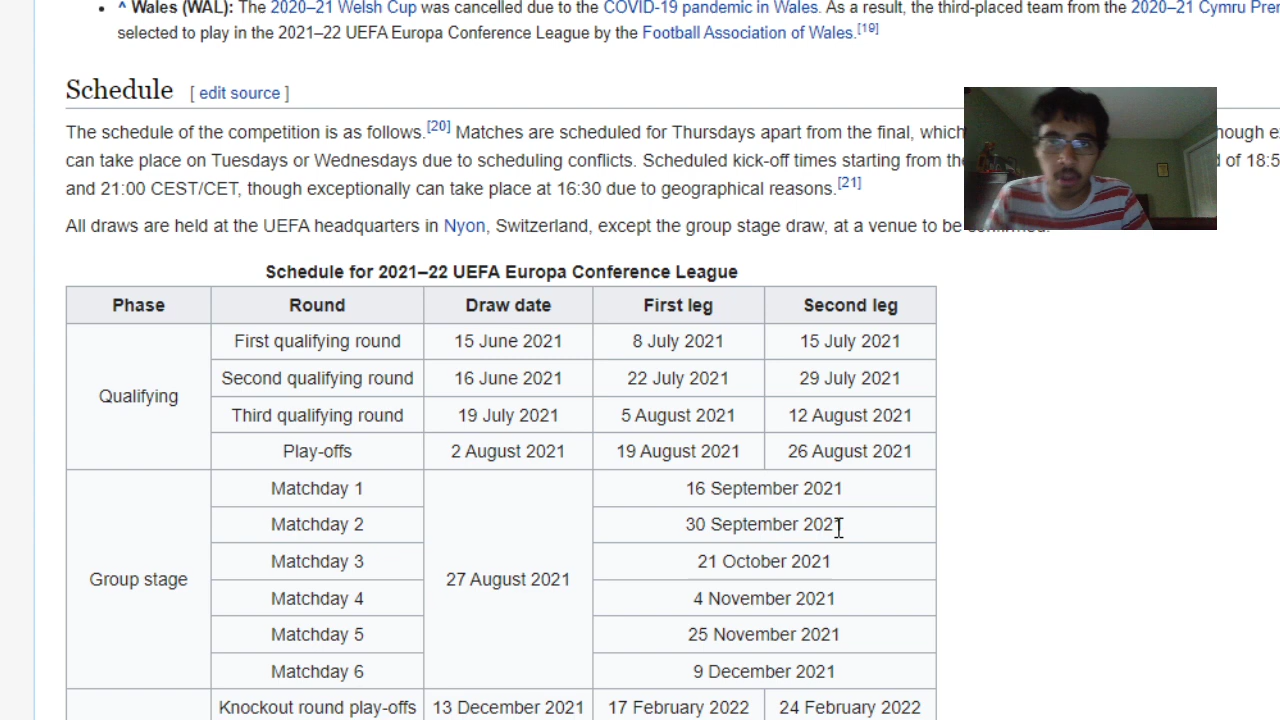 ^ Wales (WAL): The 2020–21 Welsh Cup was cancelled due to the COVID-19 pandemic in Wales. As a result, the third-placed team from the 2020–21 Cymru
selected to play in the 2021–22 UEFA Europa Conference League by the Football Association of Wales.[19]
Schedule [ edit source ]
The schedule of the competition is as follows.[20] Matches are scheduled for Thursdays apart from the final, which
can take place on Tuesdays or Wednesdays due to scheduling conflicts. Scheduled kick-off times starting from the of 18:5
and 21:00 CEST/CET, though exceptionally can take place at 16:30 due to geographical reasons.[21]
All draws are held at the UEFA headquarters in Nyon, Switzerland, except the group stage draw, at a venue to be
Schedule for 2021–22 UEFA Europa Conference League
Phase Round Draw date First leg Second leg
Qualifying
First qualifying round 15 June 2021 8 July 2021 15 July 2021
Second qualifying round 16 June 2021 22 July 2021 29 July 2021
Third qualifying round 19 July 2021 5 August 2021 12 August 2021
Play-offs 2 August 2021 19 August 2021 26 August 2021
Group stage
Matchday 1 27 August 2021 16 September 2021
Matchday 2 30 September 2021
Matchday 3 21 October 2021
Matchday 4 4 November 2021
Matchday 5 25 November 2021
Matchday 6 9 December 2021
Knockout round play-offs 13 December 2021 17 February 2022 24 February 2022